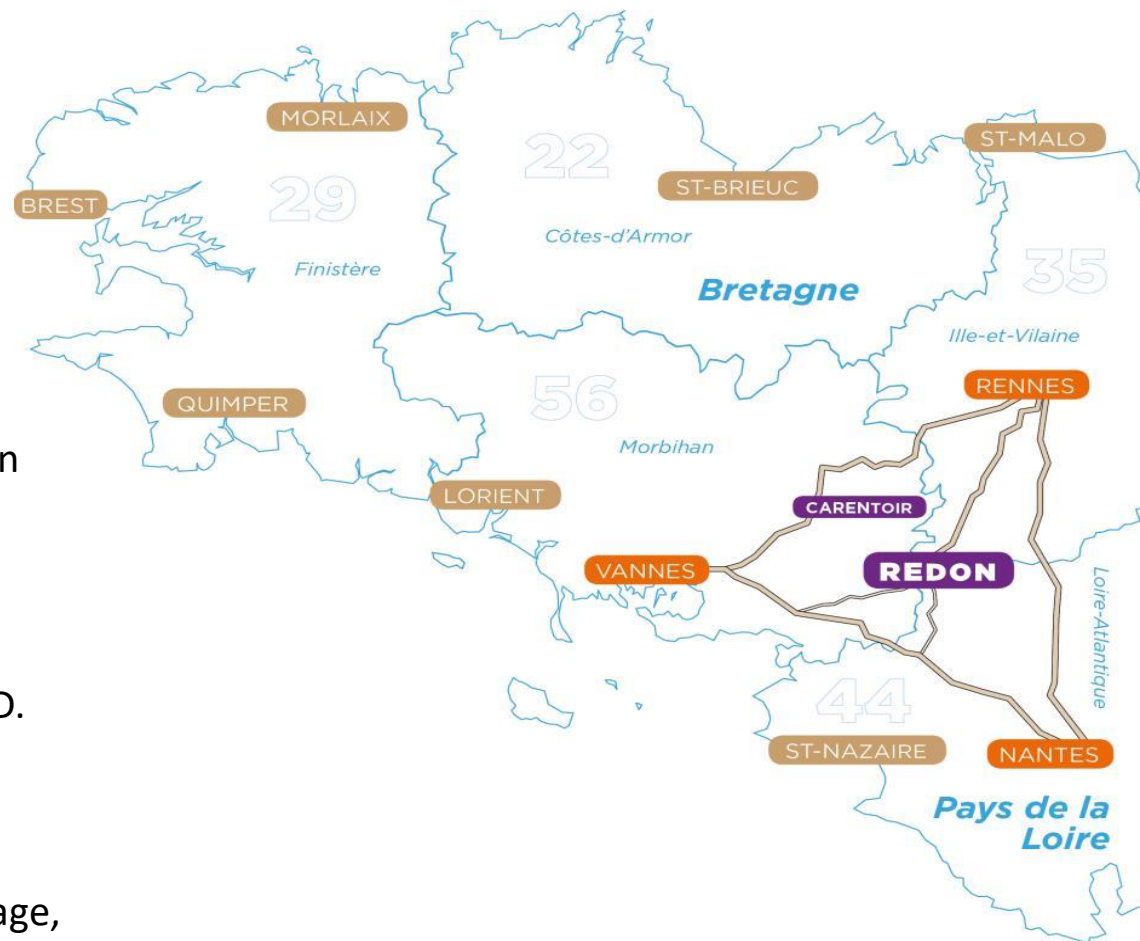 MORLAIX
22
ST-MALO
BREST
29
ST-BRIEUC
Côtes-d'Armor
Finistère
35
Bretagne
Ille-et-Vilaine
RENNES
56
QUIMPER
Morbihan
n
LORIENT
CARENTOIR
VANNES
REDON
Loire-Atlantique
D.
44
ST-NAZAIRE
NANTES
Pays de la
Loire
age,